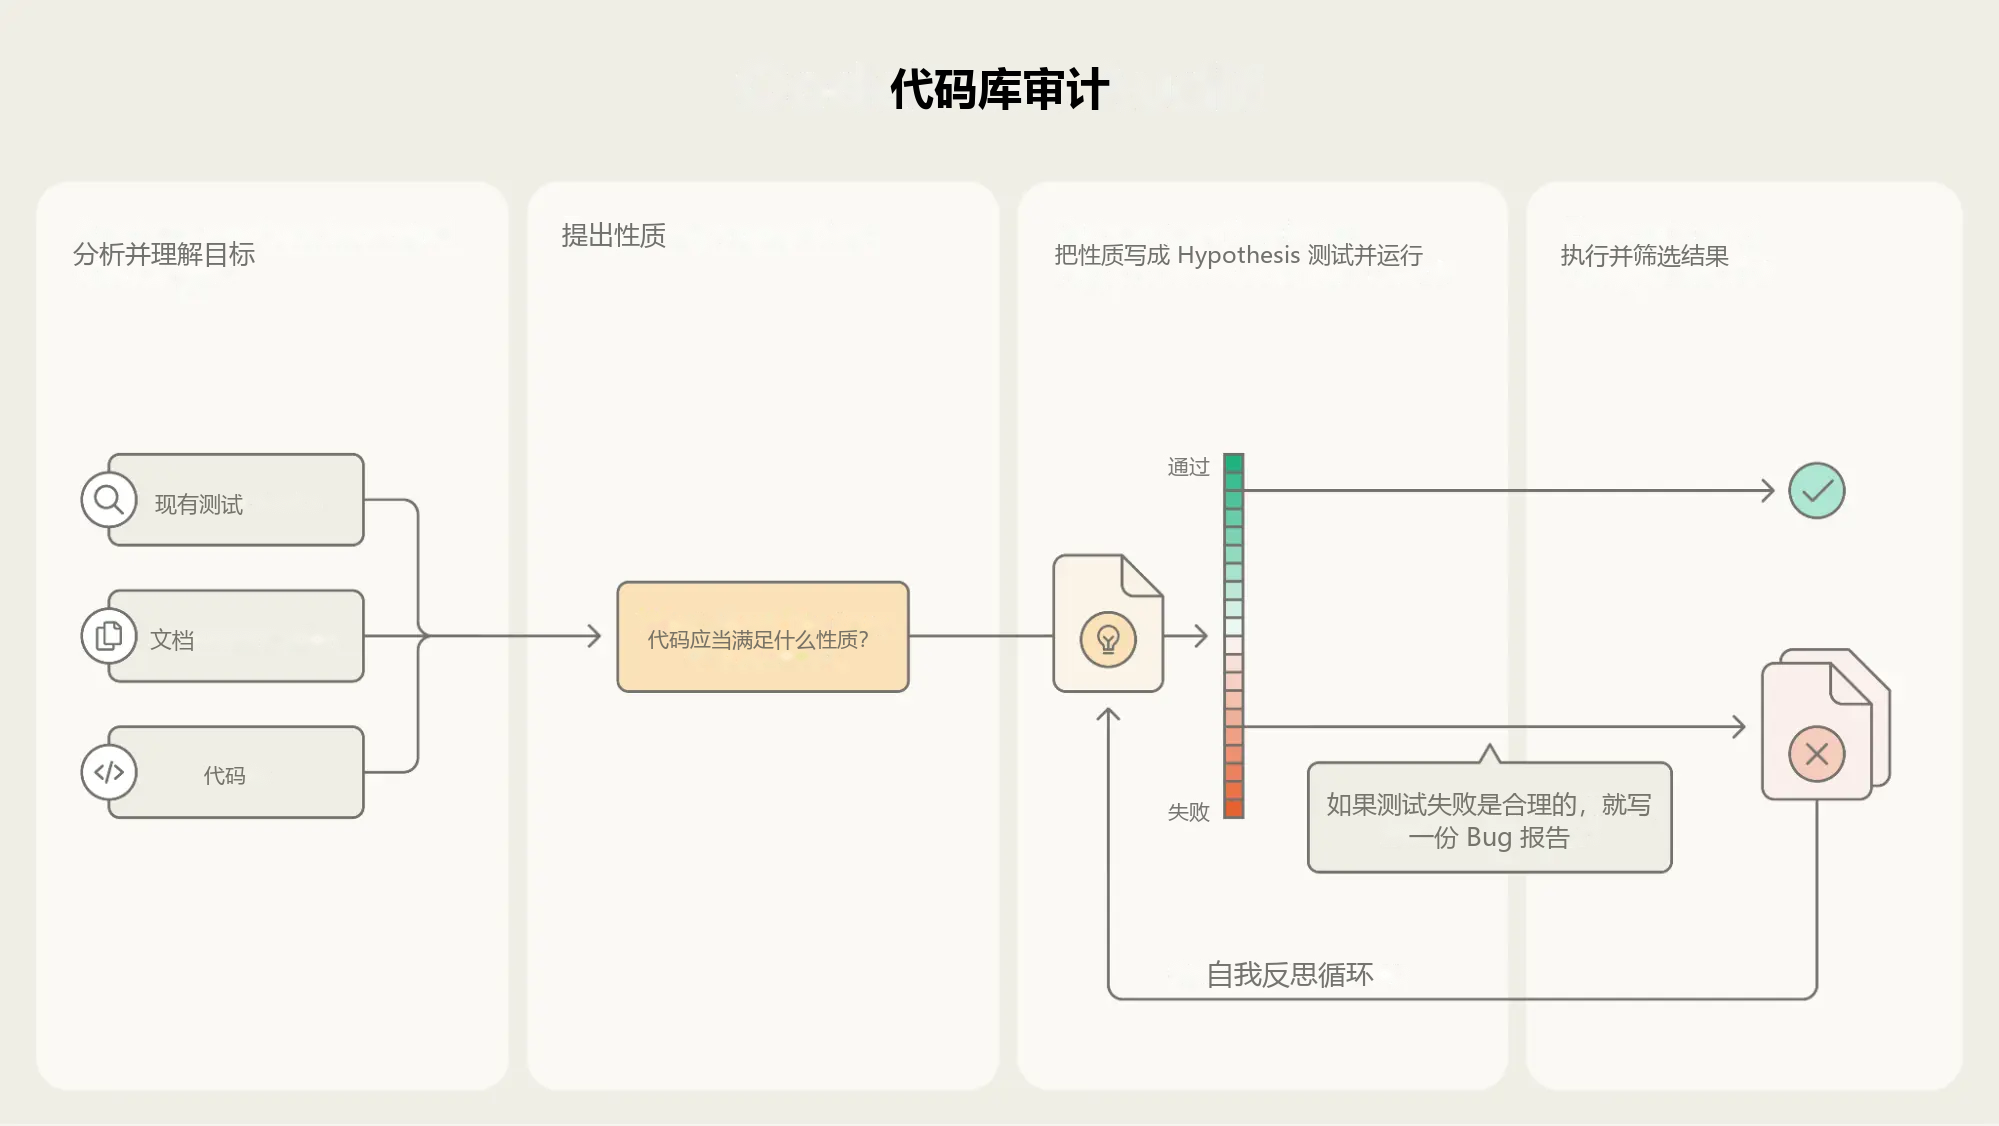 代码库审计
分析并理解目标
提出性质
把性质写成 Hypothesis 测试并运行
执行并筛选结果
现有测试
文档
代码
代码应当满足什么性质？
通过
失败
如果测试失败是合理的，就写
一份 Bug 报告
自我反思循环